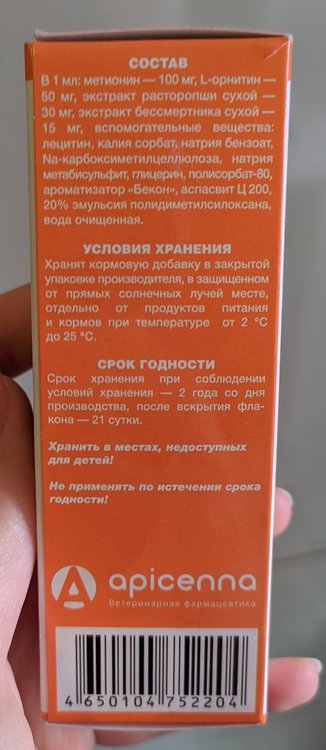 СОСТАВ
В 1 мл: метионин — 100 мг, L-орнитин —
50 мг, экстракт расторопши сухой —
30 мг, экстракт бессмертника сухой —
15 мг, вспомогательные вещества:
лецитин, калия сорбат, натрия бензоат,
Na-карбоксиметилцеллюлоза, натрия
метабисульфит, глицерин, полисорбат-80,
ароматизатор «Бекон», аспасвит Ц 200,
20% эмульсия полидиметилсилоксана,
вода очищенная.
УСЛОВИЯ ХРАНЕНИЯ
Хранят кормовую добавку в закрытой
упаковке производителя, в защищенном
от прямых солнечных лучей месте,
отдельно от продуктов питания
и кормов при температуре от 2 °С
до 25 °С.
СРОК ГОДНОСТИ
Срок хранения при соблюдении
условий хранения — 2 года со дня
производства, после вскрытия фла-
кона — 21 сутки.
Хранить в местах, недоступных
для детей!
Не применять по истечении срока
годности!
apicenna
Ветеринарная фармацевтика
4 650104 752204